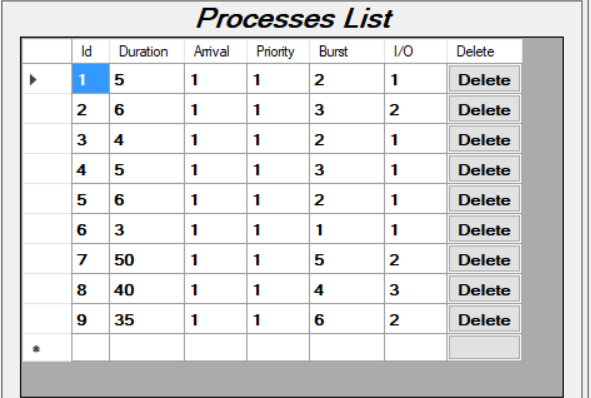 Processes List
Id Duration Arrival Priority Burst I/O Delete
1 5 1 1 2 1 Delete
2 6 1 1 3 2 Delete
3 4 1 1 2 1 Delete
4 5 1 1 3 1 Delete
5 6 1 1 2 1 Delete
6 3 1 1 1 1 Delete
7 50 1 1 5 2 Delete
8 40 1 1 4 3 Delete
9 35 1 1 6 2 Delete